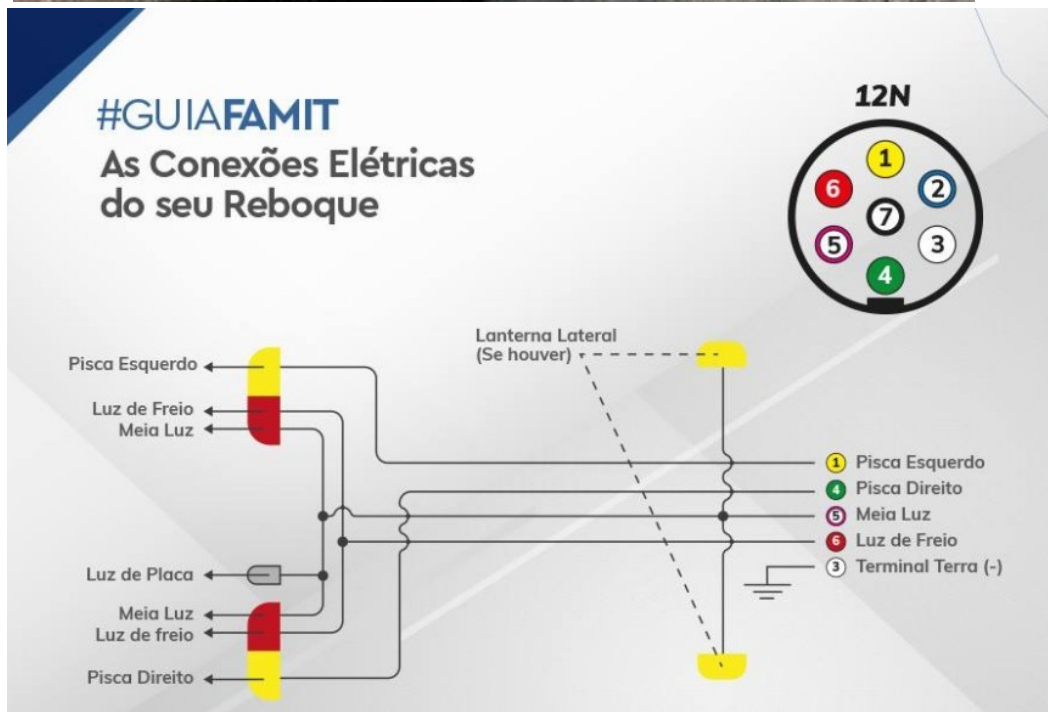 #GUIAFAMIT
As Conexões Elétricas
do seu Reboque
12N
1
6
2
7
5
3
4
Lanterna Lateral
(Se houver)
Pisca Esquerdo
Luz de Freio
Meia Luz
Luz de Placa
Meia Luz
Luz de freio
Pisca Direito
1 Pisca Esquerdo
4 Pisca Direito
5 Meia Luz
6 Luz de Freio
3 Terminal Terra (-)